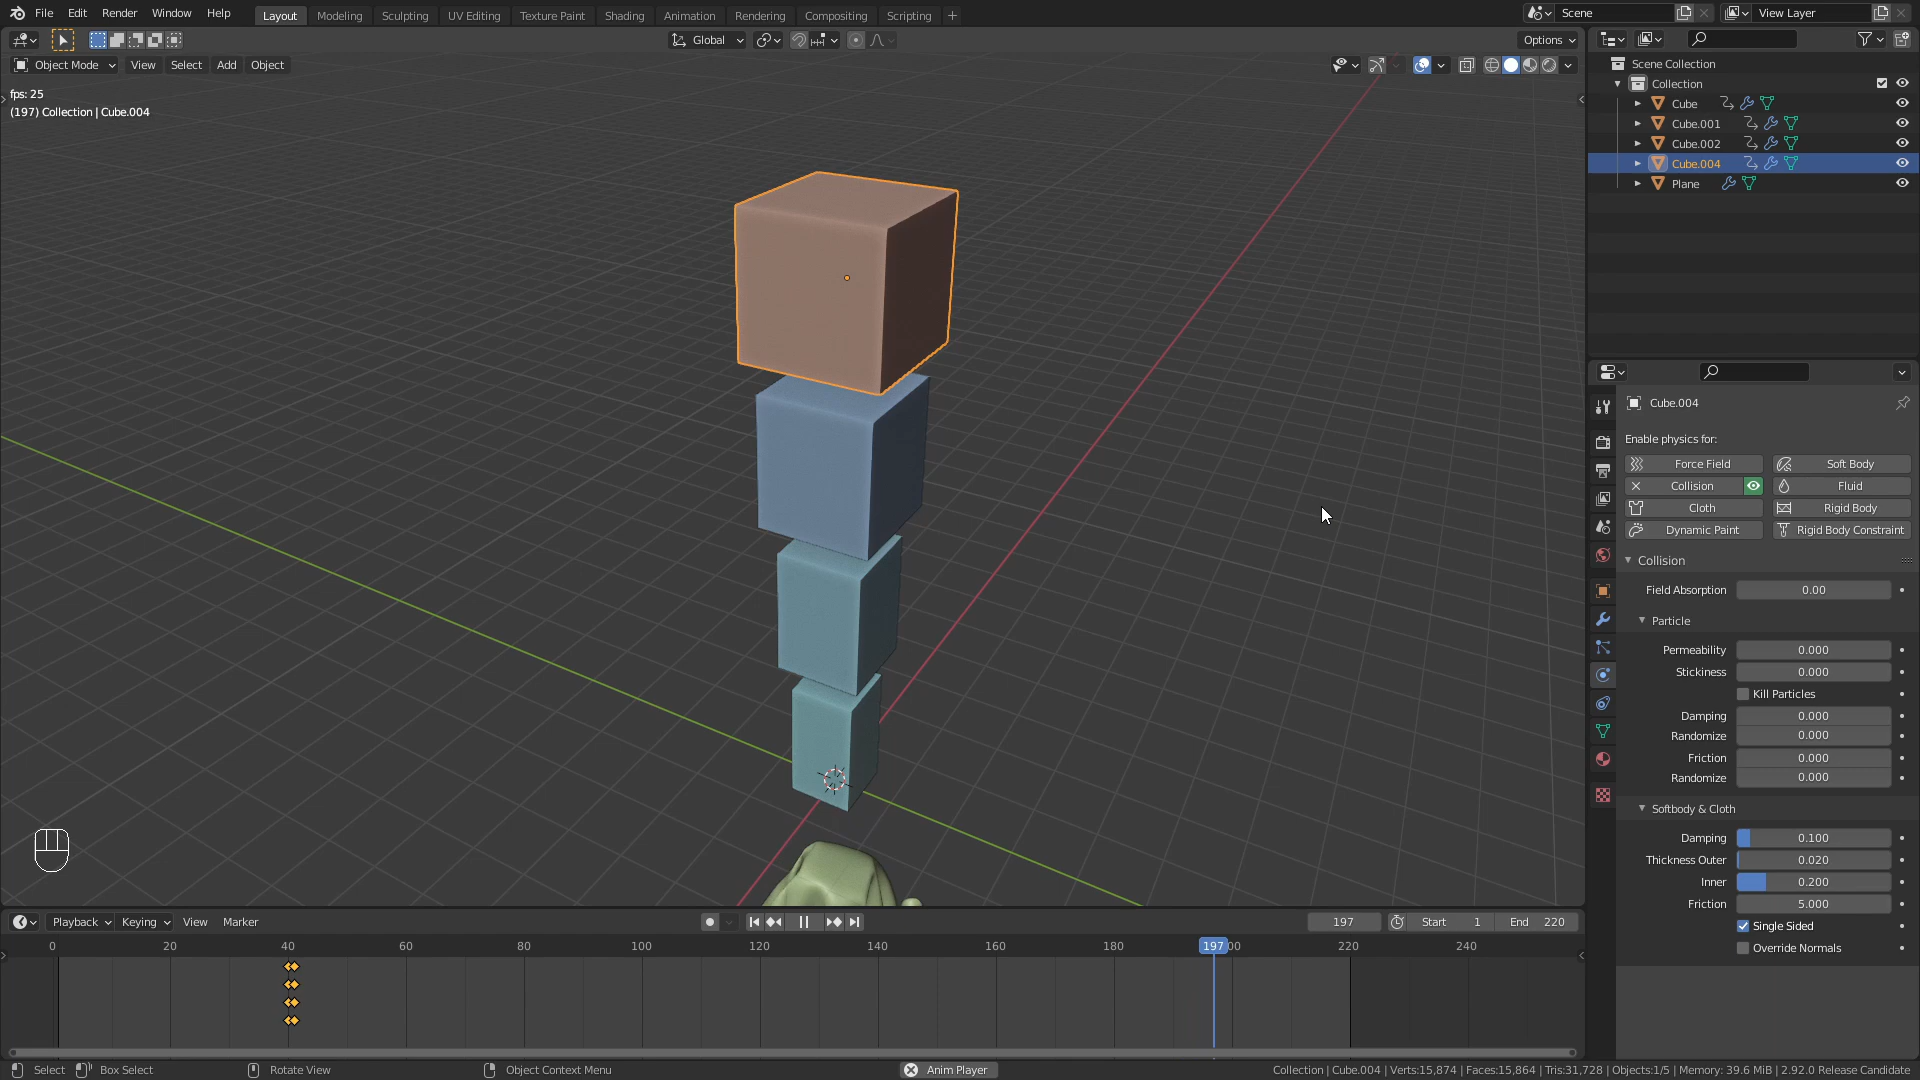 File Edit Render Window Help Layout Modeling Sculpting UV Editing Texture Paint Shading Animation Rendering Compositing Scripting + Scene View Layer
Global Options
Object Mode View Select Add Object
fps: 25
(197) Collection | Cube.004
Scene Collection
Collection
Cube
Cube.001
Cube.002
Cube.004
Plane
Cube.004
Enable physics for:
Force Field Soft Body
Collision Fluid
Cloth Rigid Body
Dynamic Paint Rigid Body Constraint
Collision
Field Absorption 0.00
Particle
Permeability 0.000
Stickiness 0.000
Kill Particles
Damping 0.000
Randomize 0.000
Friction 0.000
Randomize 0.000
Softbody & Cloth
Damping 0.100
Thickness Outer 0.020
Inner 0.200
Friction 5.000
Single Sided
Override Normals
Playback Keying View Marker 197 Start 1 End 220
0 20 40 60 80 100 120 140 160 180 197 00 220 240
Select Box Select Rotate View Object Context Menu Anim Player Collection | Cube.004 | Verts:15,874 | Faces:15,864 | Tris:31,728 | Objects:1/5 | Memory: 39.6 MiB | 2.92.0 Release Candidate